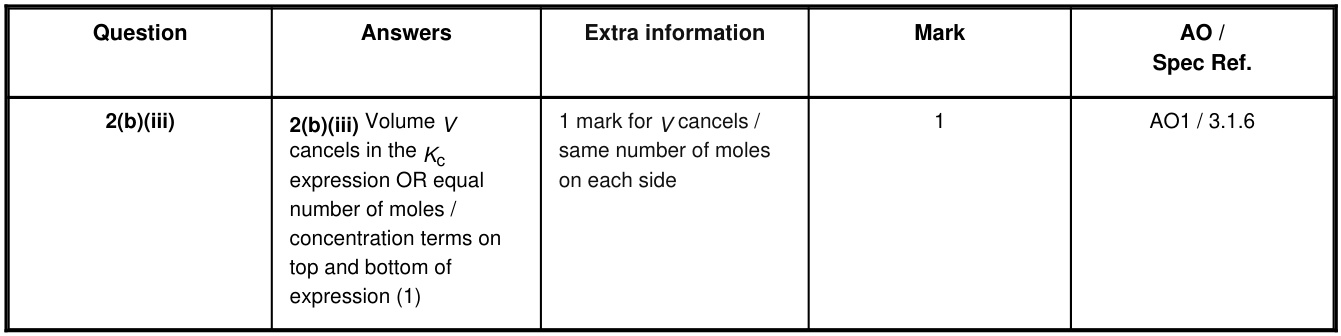 Question Answers Extra information Mark AO /
Spec Ref.
2(b)(iii) 2(b)(iii) Volume V 1 mark for V cancels / 1 AO1 / 3.1.6
cancels in the Kc same number of moles
expression OR equal on each side
number of moles /
concentration terms on
top and bottom of
expression (1)